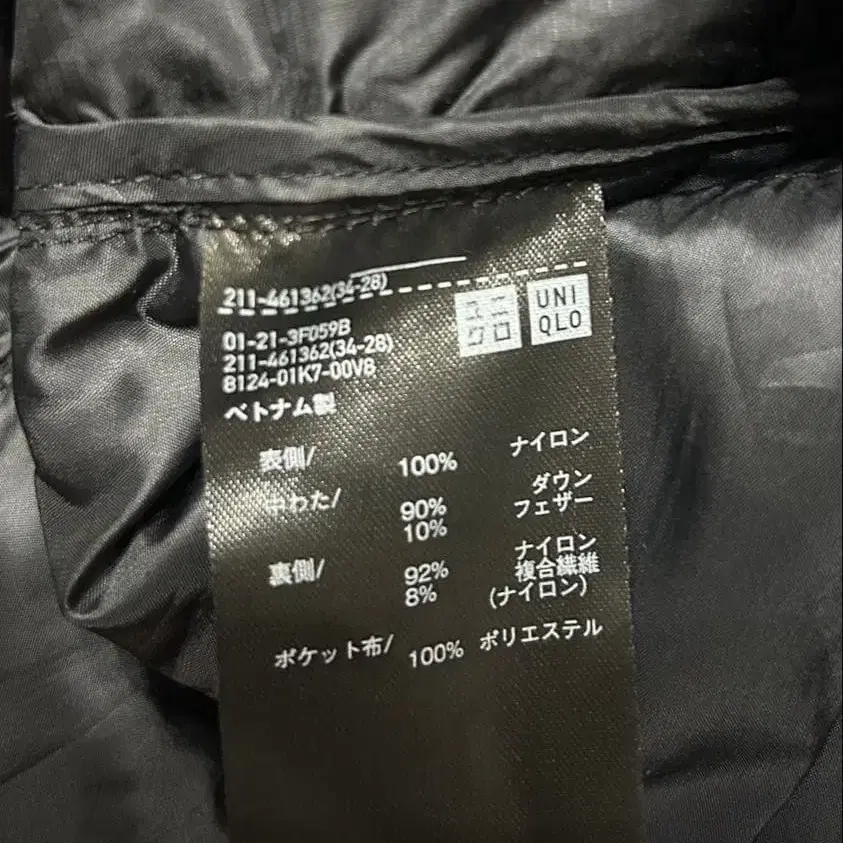 211-461362(34-28)
ユニ
クロ
UNI
QLO
01-21-3F059B
211-461362(34-28)
8124-01K7-00VB
ベトナム製
表側/ 100% ナイロン
中わた/ 90% ダウン
10% フェザー
裏側/ 92% ナイロン
8% 複合繊維
(ナイロン)
ポケット布/ 100% ポリエステル